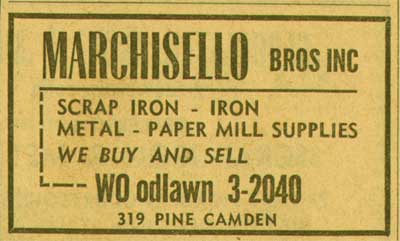 MARCHISELLO BROS INC
SCRAP IRON - IRON
METAL - PAPER MILL SUPPLIES
WE BUY AND SELL
WO odlawn 3-2040
319 PINE CAMDEN